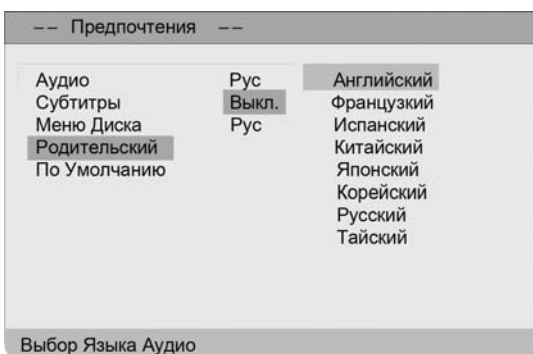 -- Предпочтения --
Аудио Рус Английский
Субтитры Выкл. Французкий
Меню Диска Рус Испанский
Родительский Китайский
По Умолчанию Японский
Корейский
Русский
Тайский
Выбор Языка Аудио